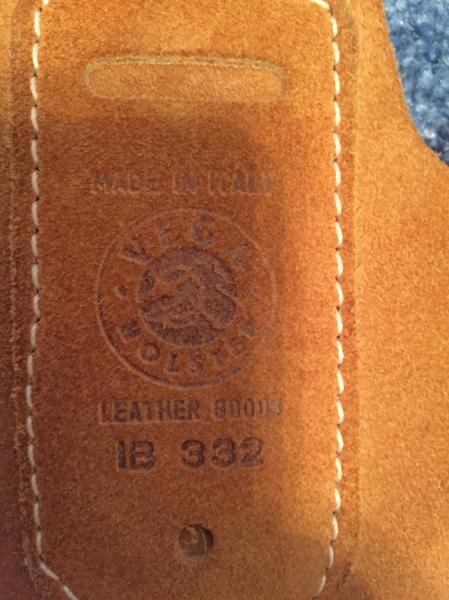 MADE IN ITALY
VEGA
HOLSTER
LEATHER GOODS
IB 332